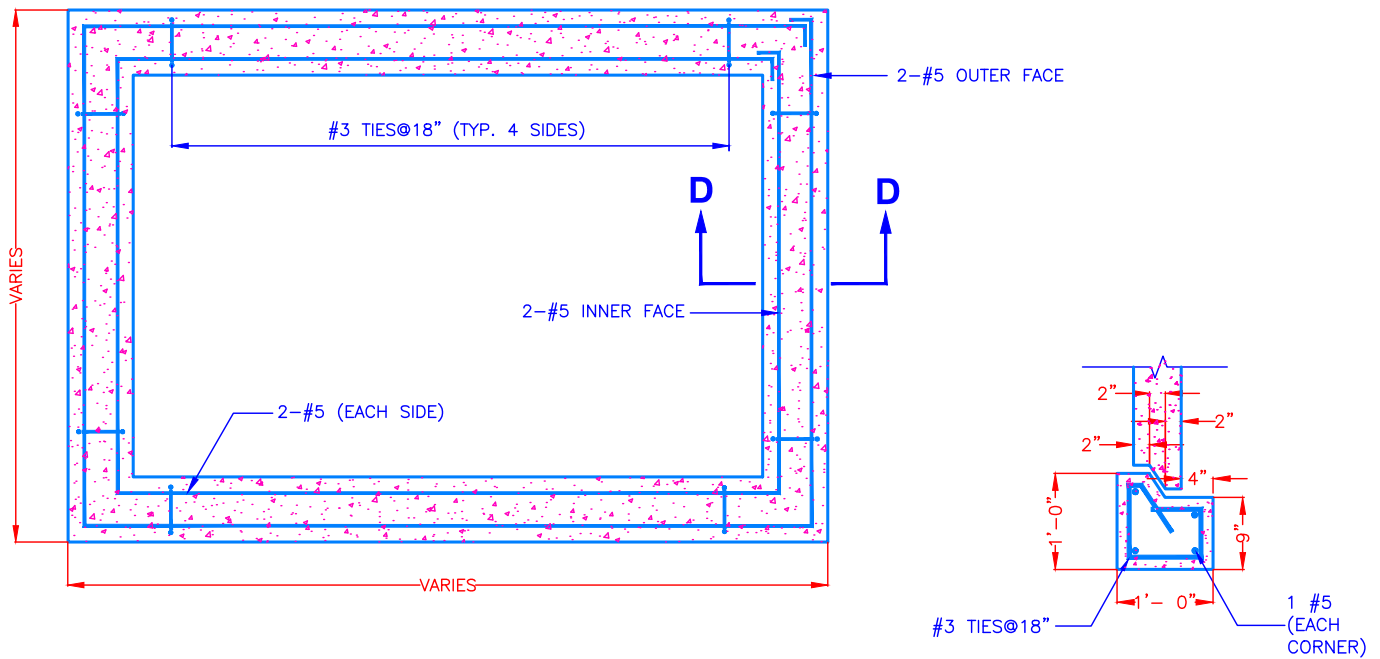 2-#5 OUTER FACE
#3 TIES@18" (TYP. 4 SIDES)
D
D
VARIES
2-#5 INNER FACE
2-#5 (EACH SIDE)
VARIES
2"
2"
2"
4"
1'-0"
9"
1'- 0"
#3 TIES@18"
1 #5
(EACH
CORNER)